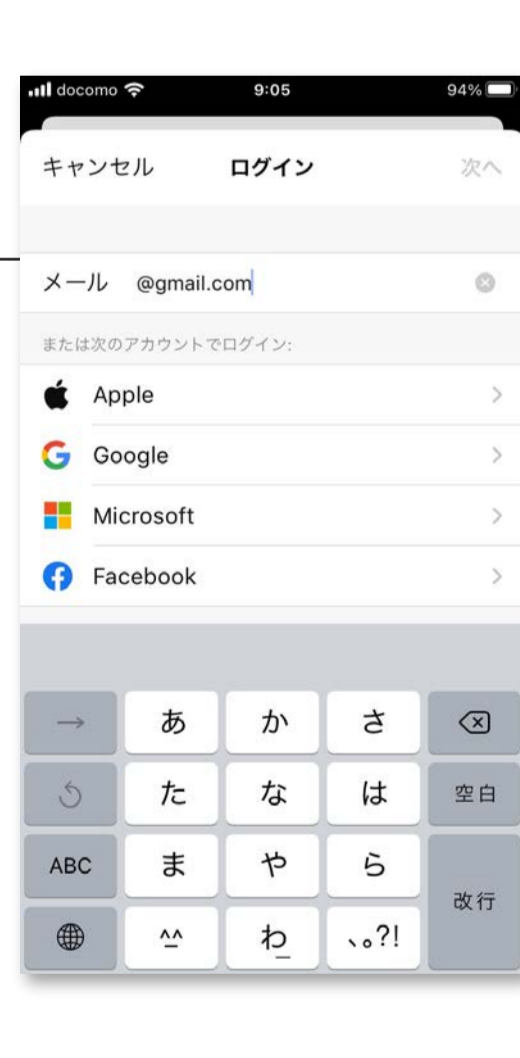 docomo 9:05 94%
キャンセル ログイン 次へ
メール @gmail.com
または次のアカウントでログイン:
Apple
Google
Microsoft
Facebook
→ あ か さ
た な は 空白
ABC ま や ら
改行
^^ わ 、。?!